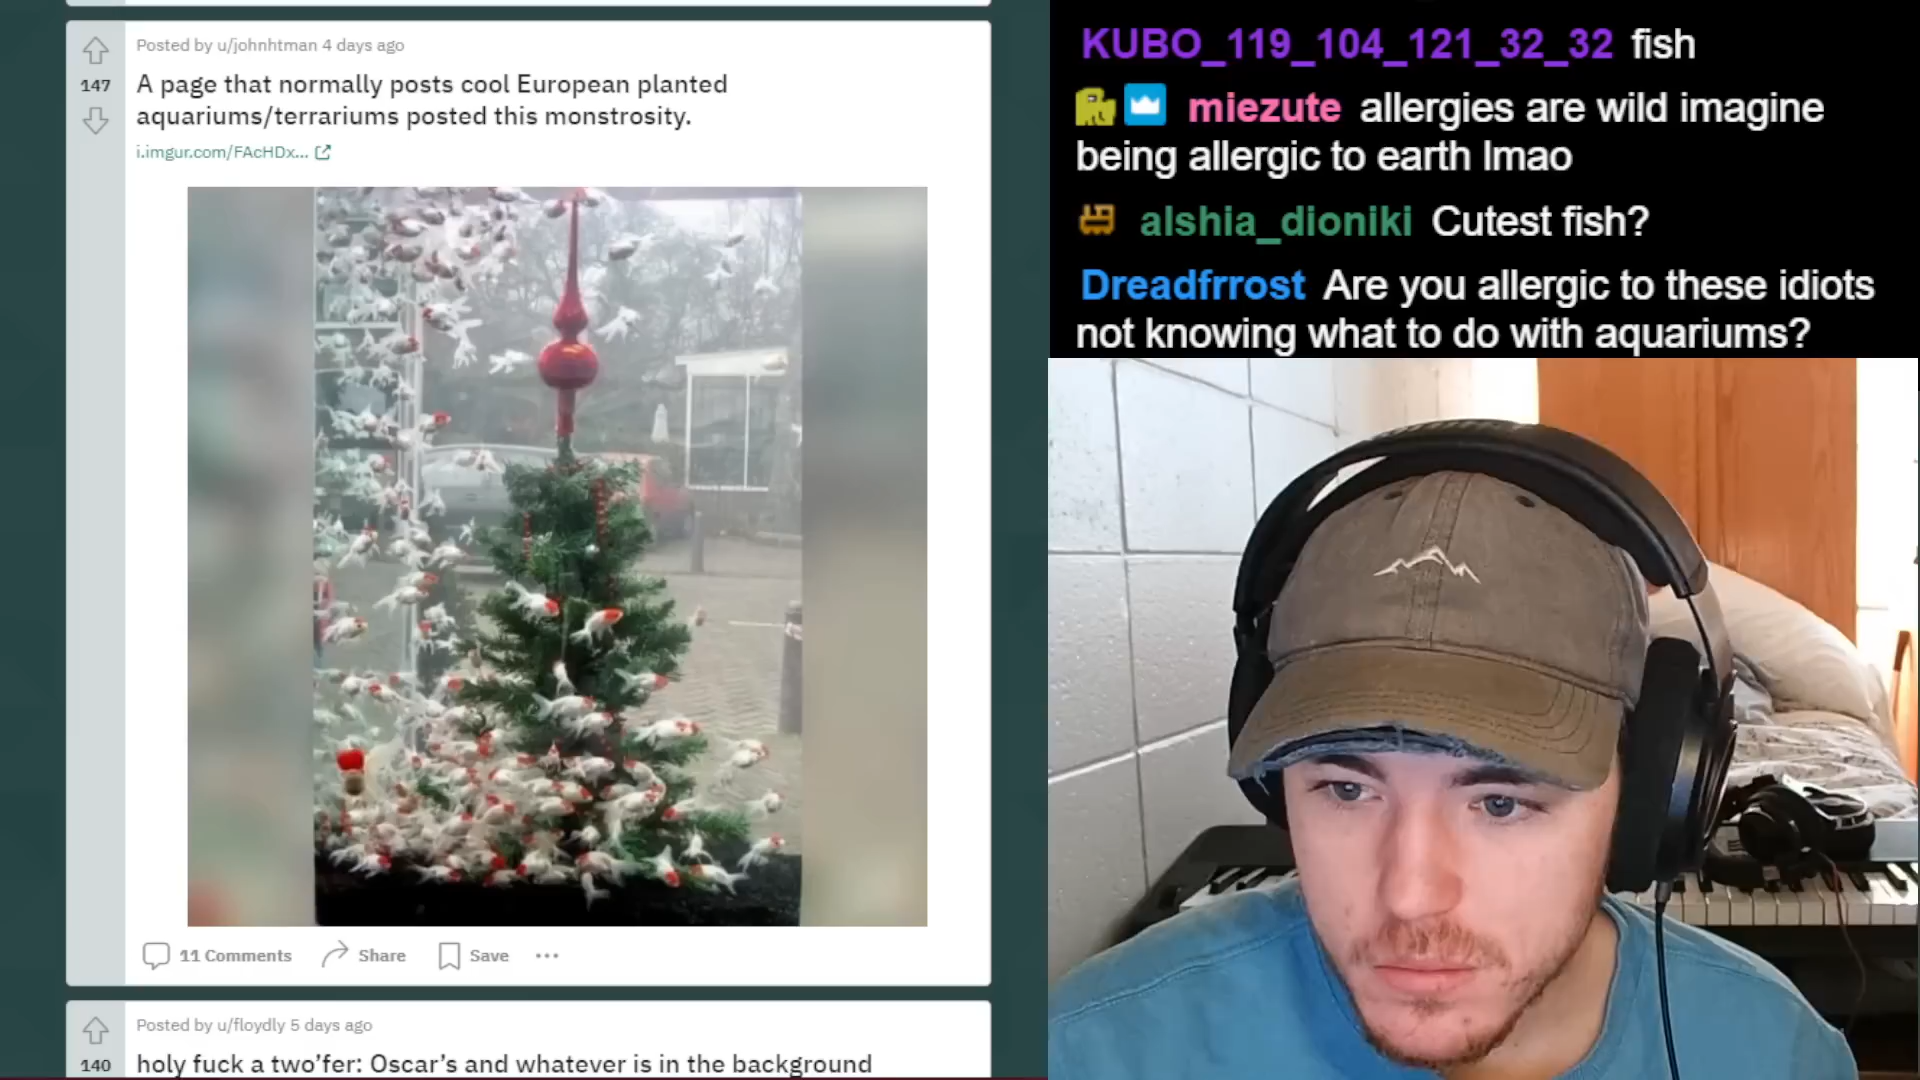 Posted by u/johnhtman 4 days ago
147
A page that normally posts cool European planted
aquariums/terrariums posted this monstrosity.
i.imgur.com/FAcHDx...
11 Comments
Share
Save
Posted by u/floydly 5 days ago
140
holy fuck a two'fer: Oscar's and whatever is in the background
KUBO_119_104_121_32_32 fish
miezute allergies are wild imagine
being allergic to earth lmao
alshia_dioniki Cutest fish?
Dreadfrrost Are you allergic to these idiots
not knowing what to do with aquariums?